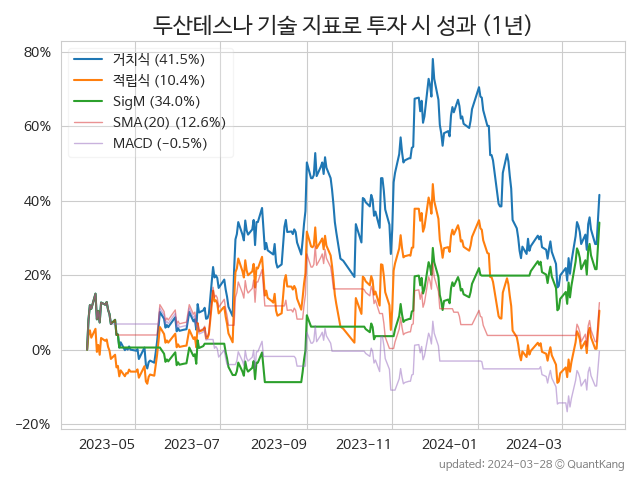 두산테스나 기술 지표로 투자 시 성과 (1년)
80%
60%
40%
20%
0%
−20%
거치식 (41.5%)
적립식 (10.4%)
SigM (34.0%)
SMA(20) (12.6%)
MACD (−0.5%)
2023-05 2023-07 2023-09 2023-11 2024-01 2024-03
updated: 2024-03-28 © QuantKang